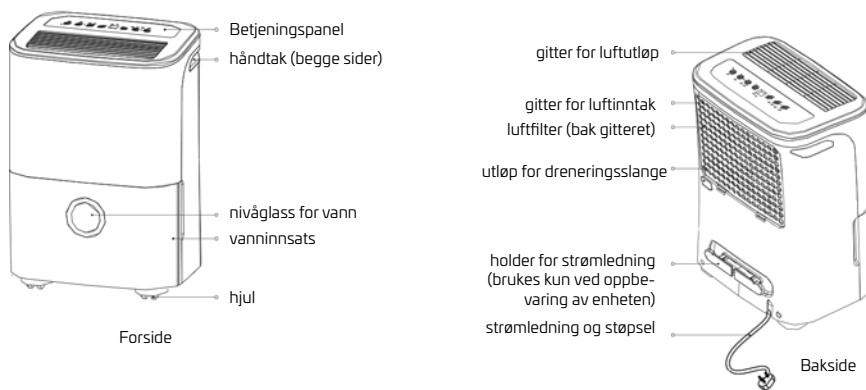 Betjeningspanel
håndtak (begge sider)
nivåglass for vann
vanninnsats
hjul
Forside
gitter for luftutløp
gitter for luftinntak
luftfilter (bak gitteret)
utløp for dreneringsslange
holder for strømledning
(brukes kun ved oppbe-
varing av enheten)
strømledning og støpsel
Bakside